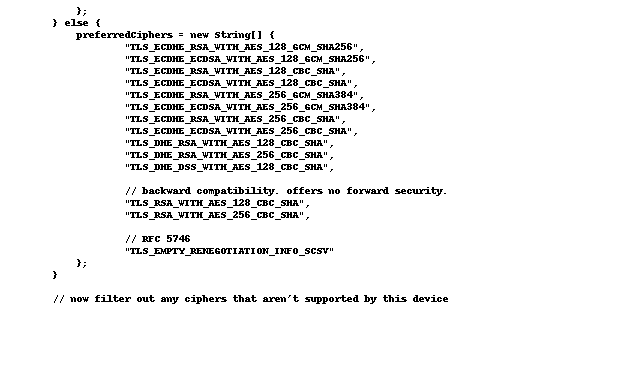 };
} else {
preferredCiphers = new String[] {
"TLS_ECDHE_RSA_WITH_AES_128_GCM_SHA256",
"TLS_ECDHE_ECDSA_WITH_AES_128_GCM_SHA256",
"TLS_ECDHE_RSA_WITH_AES_128_CBC_SHA",
"TLS_ECDHE_ECDSA_WITH_AES_128_CBC_SHA",
"TLS_ECDHE_RSA_WITH_AES_256_GCM_SHA384",
"TLS_ECDHE_ECDSA_WITH_AES_256_GCM_SHA384",
"TLS_ECDHE_RSA_WITH_AES_256_CBC_SHA",
"TLS_ECDHE_ECDSA_WITH_AES_256_CBC_SHA",
"TLS_DHE_RSA_WITH_AES_128_CBC_SHA",
"TLS_DHE_RSA_WITH_AES_256_CBC_SHA",
"TLS_DHE_DSS_WITH_AES_128_CBC_SHA",
// backward compatibility. offers no forward security.
"TLS_RSA_WITH_AES_128_CBC_SHA",
"TLS_RSA_WITH_AES_256_CBC_SHA",
// RFC 5746
"TLS_EMPTY_RENEGOTIATION_INFO_SCSV"
};
}
// now filter out any ciphers that aren't supported by this device